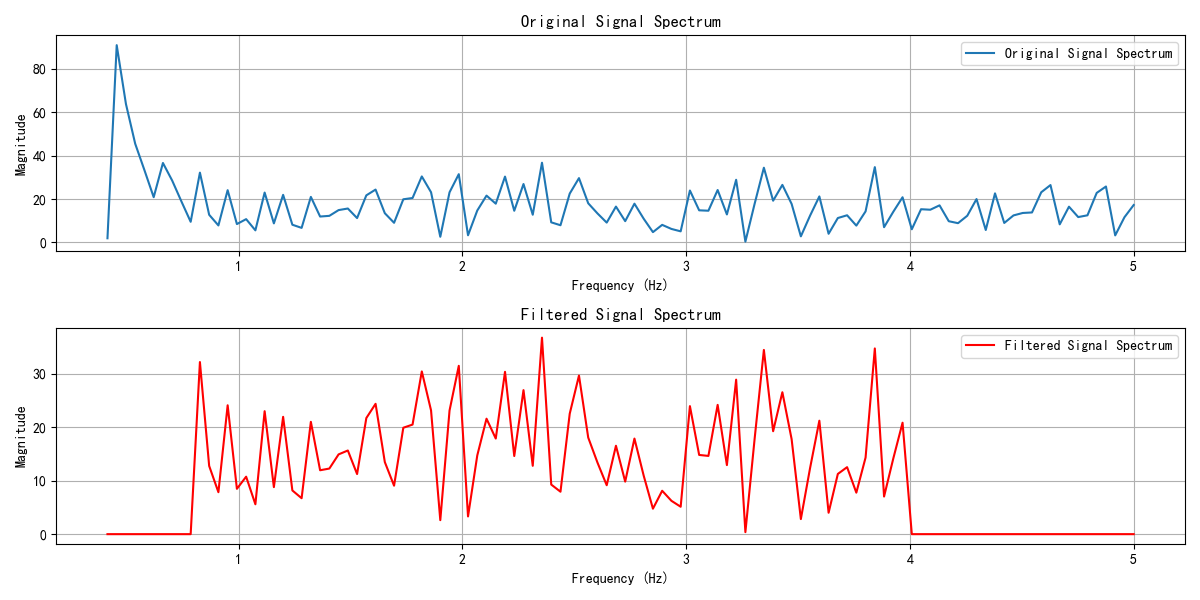 Original Signal Spectrum
Original Signal Spectrum
Magnitude
80
60
40
20
0
1
2
3
4
5
Frequency (Hz)
Filtered Signal Spectrum
Filtered Signal Spectrum
Magnitude
30
20
10
0
1
2
3
4
5
Frequency (Hz)